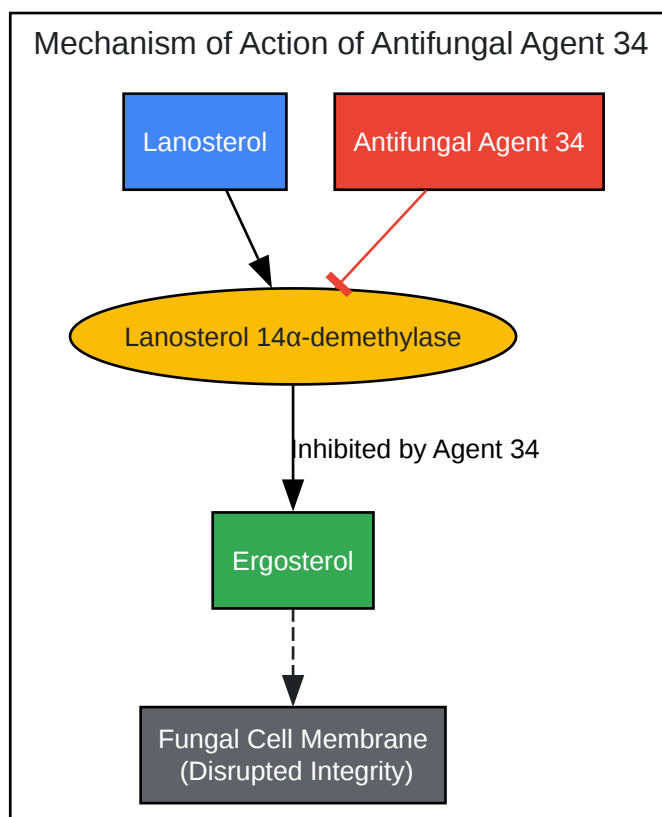 Mechanism of Action of Antifungal Agent 34
Lanosterol
Antifungal Agent 34
Lanosterol 14α-demethylase
Inhibited by Agent 34
Ergosterol
Fungal Cell Membrane
(Disrupted Integrity)